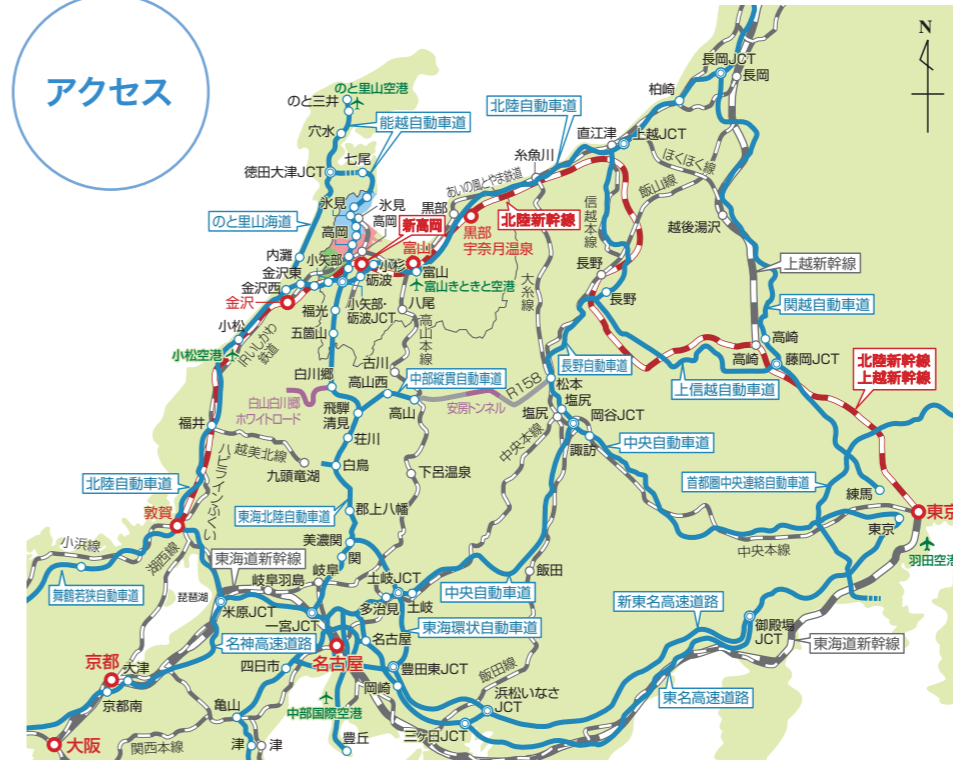 アクセス
N
のと里山空港
のと三井
穴水
能越自動車道
徳田大津JCT
七尾
のと里山海道
氷見
氷見
高岡
高岡
新高岡
内灘
小矢部
小杉
富山
富山
砺波
富山きときと空港
金沢東
金沢西
金沢
福光
小矢部・
砺波JCT
八尾
五箇山
小松
小松空港
IRいしかわ
鉄道
高山本線
古川
白川郷
高山西
中部縦貫自動車道
白山白川郷
ホワイトロード
飛騨
清見
高山
安房トンネル
R158
荘川
福井
越美北線
九頭竜湖
白鳥
下呂温泉
ハピラインふくい
北陸自動車道
東海北陸自動車道
郡上八幡
敦賀
美濃関
関
小浜線
湖西線
舞鶴若狭自動車道
東海道新幹線
琵琶湖
岐阜羽島
岐阜
米原JCT
一宮JCT
土岐JCT
多治見
土岐
中央自動車道
東海環状自動車道
名神高速道路
名古屋
名古屋
京都
大津
京都南
四日市
豊田東JCT
岡崎
亀山
中部国際空港
大阪
関西本線
津
津
豊丘
飯田
飯田線
浜松いなさ
JCT
三ヶ日JCT
新東名高速道路
東名高速道路
御殿場
JCT
東海道新幹線
長岡JCT
長岡
柏崎
北陸自動車道
直江津
上越JCT
糸魚川
あいの風とやま鉄道
黒部
北陸新幹線
黒部
宇奈月温泉
ほくほく線
飯山線
信越本線
越後湯沢
上越新幹線
大糸線
長野
長野
関越自動車道
高崎
高崎
藤岡JCT
長野自動車道
上信越自動車道
北陸新幹線
上越新幹線
松本
塩尻
塩尻
岡谷JCT
諏訪
中央自動車道
中央本線
首都圏中央連絡自動車道
練馬
東京
東京
中央本線
羽田空港